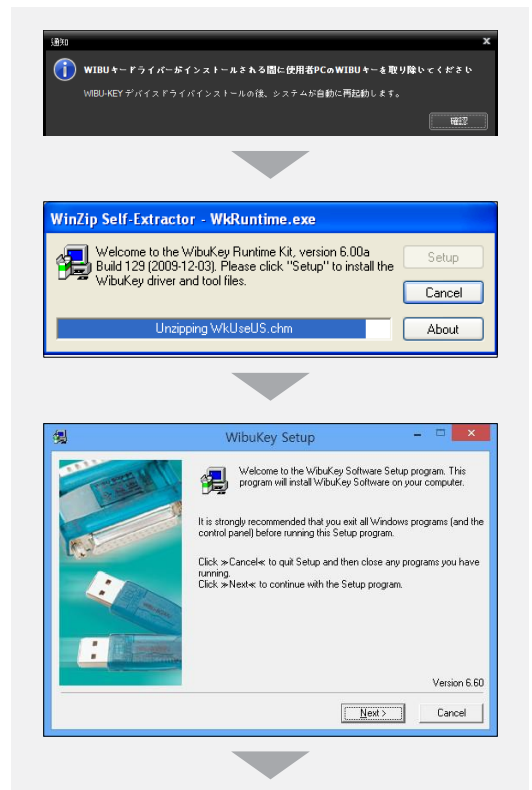 通知
x
WIBUキードライバーがインストールされる間に使用者PCのWIBUキーを取り除いてください
WIBU-KEYデバイスドライバインストールの後、システムが自動に再起動します。
確認
WinZip Self-Extractor - WkRuntime.exe
Welcome to the WibuKey Runtime Kit, version 6.00a
Build 129 (2009-12-03). Please click "Setup" to install the
WibuKey driver and tool files.
Setup
Cancel
Unzipping WkUseUS.chm
About
WibuKey Setup
Welcome to the WibuKey Software Setup program. This
program will install WibuKey Software on your computer.
It is strongly recommended that you exit all Windows programs (and the
control panel) before running this Setup program.
Click »Cancel« to quit Setup and then close any programs you have
running.
Click »Next« to continue with the Setup program.
Version 6.60
Next >
Cancel